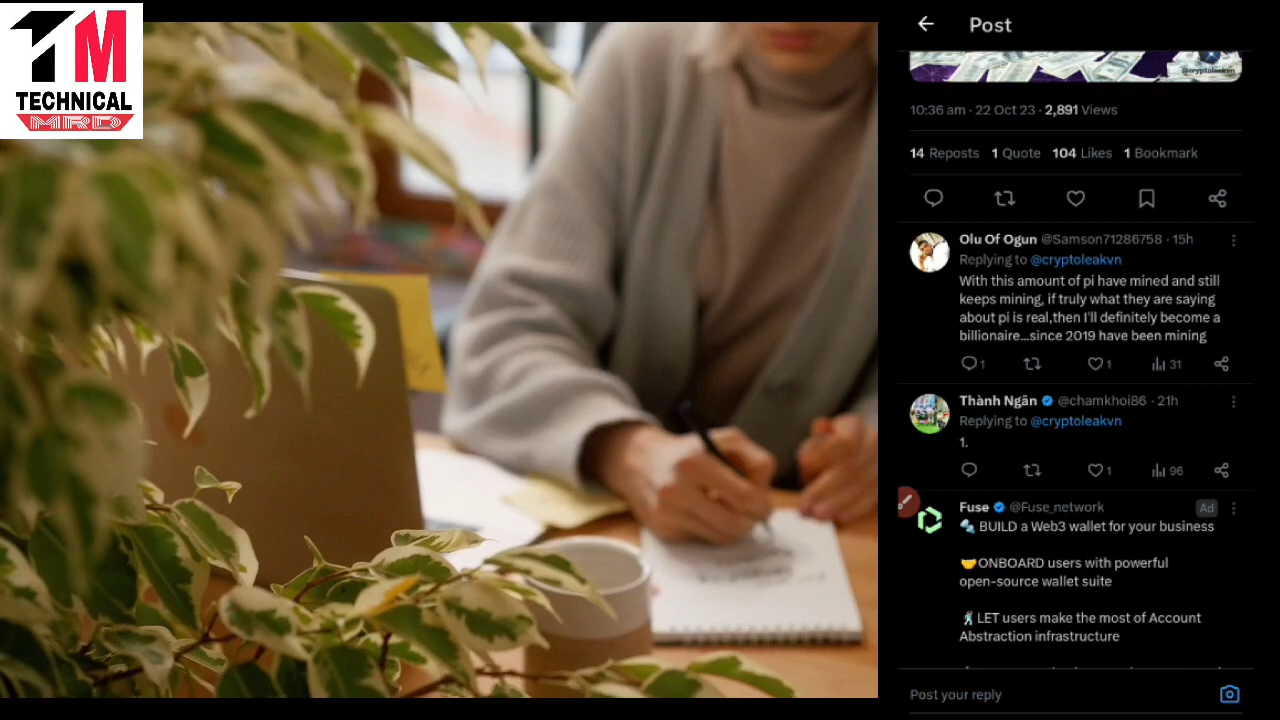 TM
TECHNICAL
MRD
Post
@cryptoleakvn
10:36 am · 22 Oct 23 · 2,891 Views
14 Reposts 1 Quote 104 Likes 1 Bookmark
Olu Of Ogun @Samson71286758 · 15h
Replying to @cryptoleakvn
With this amount of pi have mined and still
keeps mining, if truly what they are saying
about pi is real,then I'll definitely become a
billionaire...since 2019 have been mining
1 1 31
Thành Ngân @chamkhoi86 · 21h
Replying to @cryptoleakvn
1.
1 96
Fuse @Fuse_network Ad
🔩 BUILD a Web3 wallet for your business
🤝ONBOARD users with powerful
open-source wallet suite
🕺LET users make the most of Account
Abstraction infrastructure
Post your reply